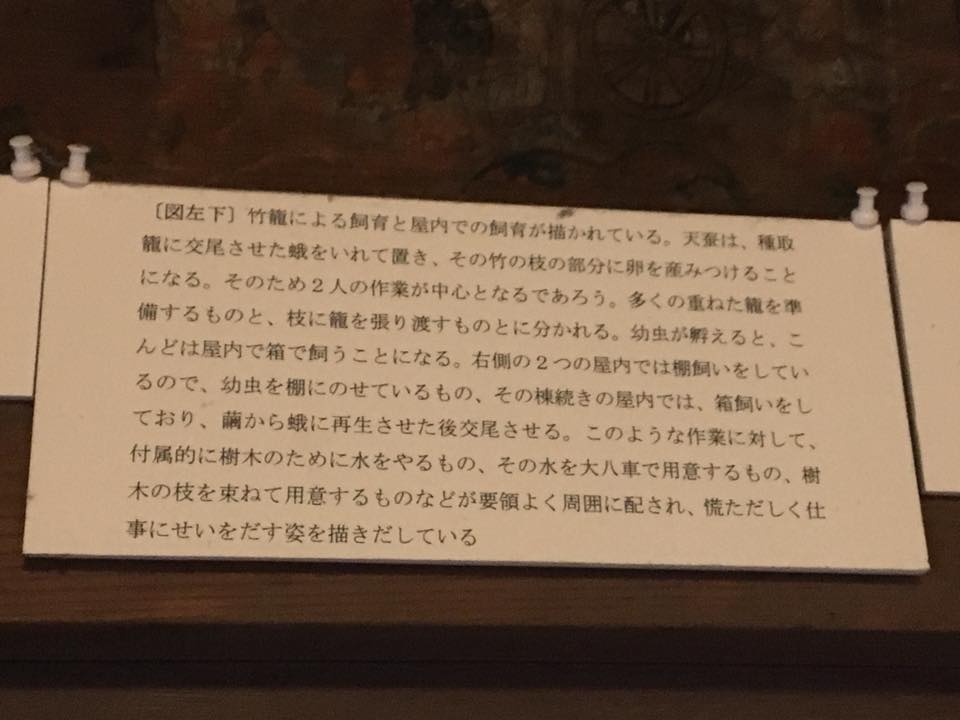 〔図左下〕竹籠による飼育と屋内での飼育が描かれている。天蚕は、種取
籠に交尾させた蛾をいれて置き、その竹の枝の部分に卵を産みつけること
になる。そのため２人の作業が中心となるであろう。多くの重ねた籠を準
備するものと、枝に籠を張り渡すものとに分かれる。幼虫が孵えると、こ
んどは屋内で箱で飼うことになる。右側の２つの屋内では棚飼いをしてい
るので、幼虫を棚にのせているもの、その棟続きの屋内では、箱飼いをし
ており、繭から蛾に再生させた後交尾させる。このような作業に対して、
付属的に樹木のために水をやるもの、その水を大八車で用意するもの、樹
木の枝を束ねて用意するものなどが要領よく周囲に配され、慌ただしく仕
事にせいをだす姿を描きだしている